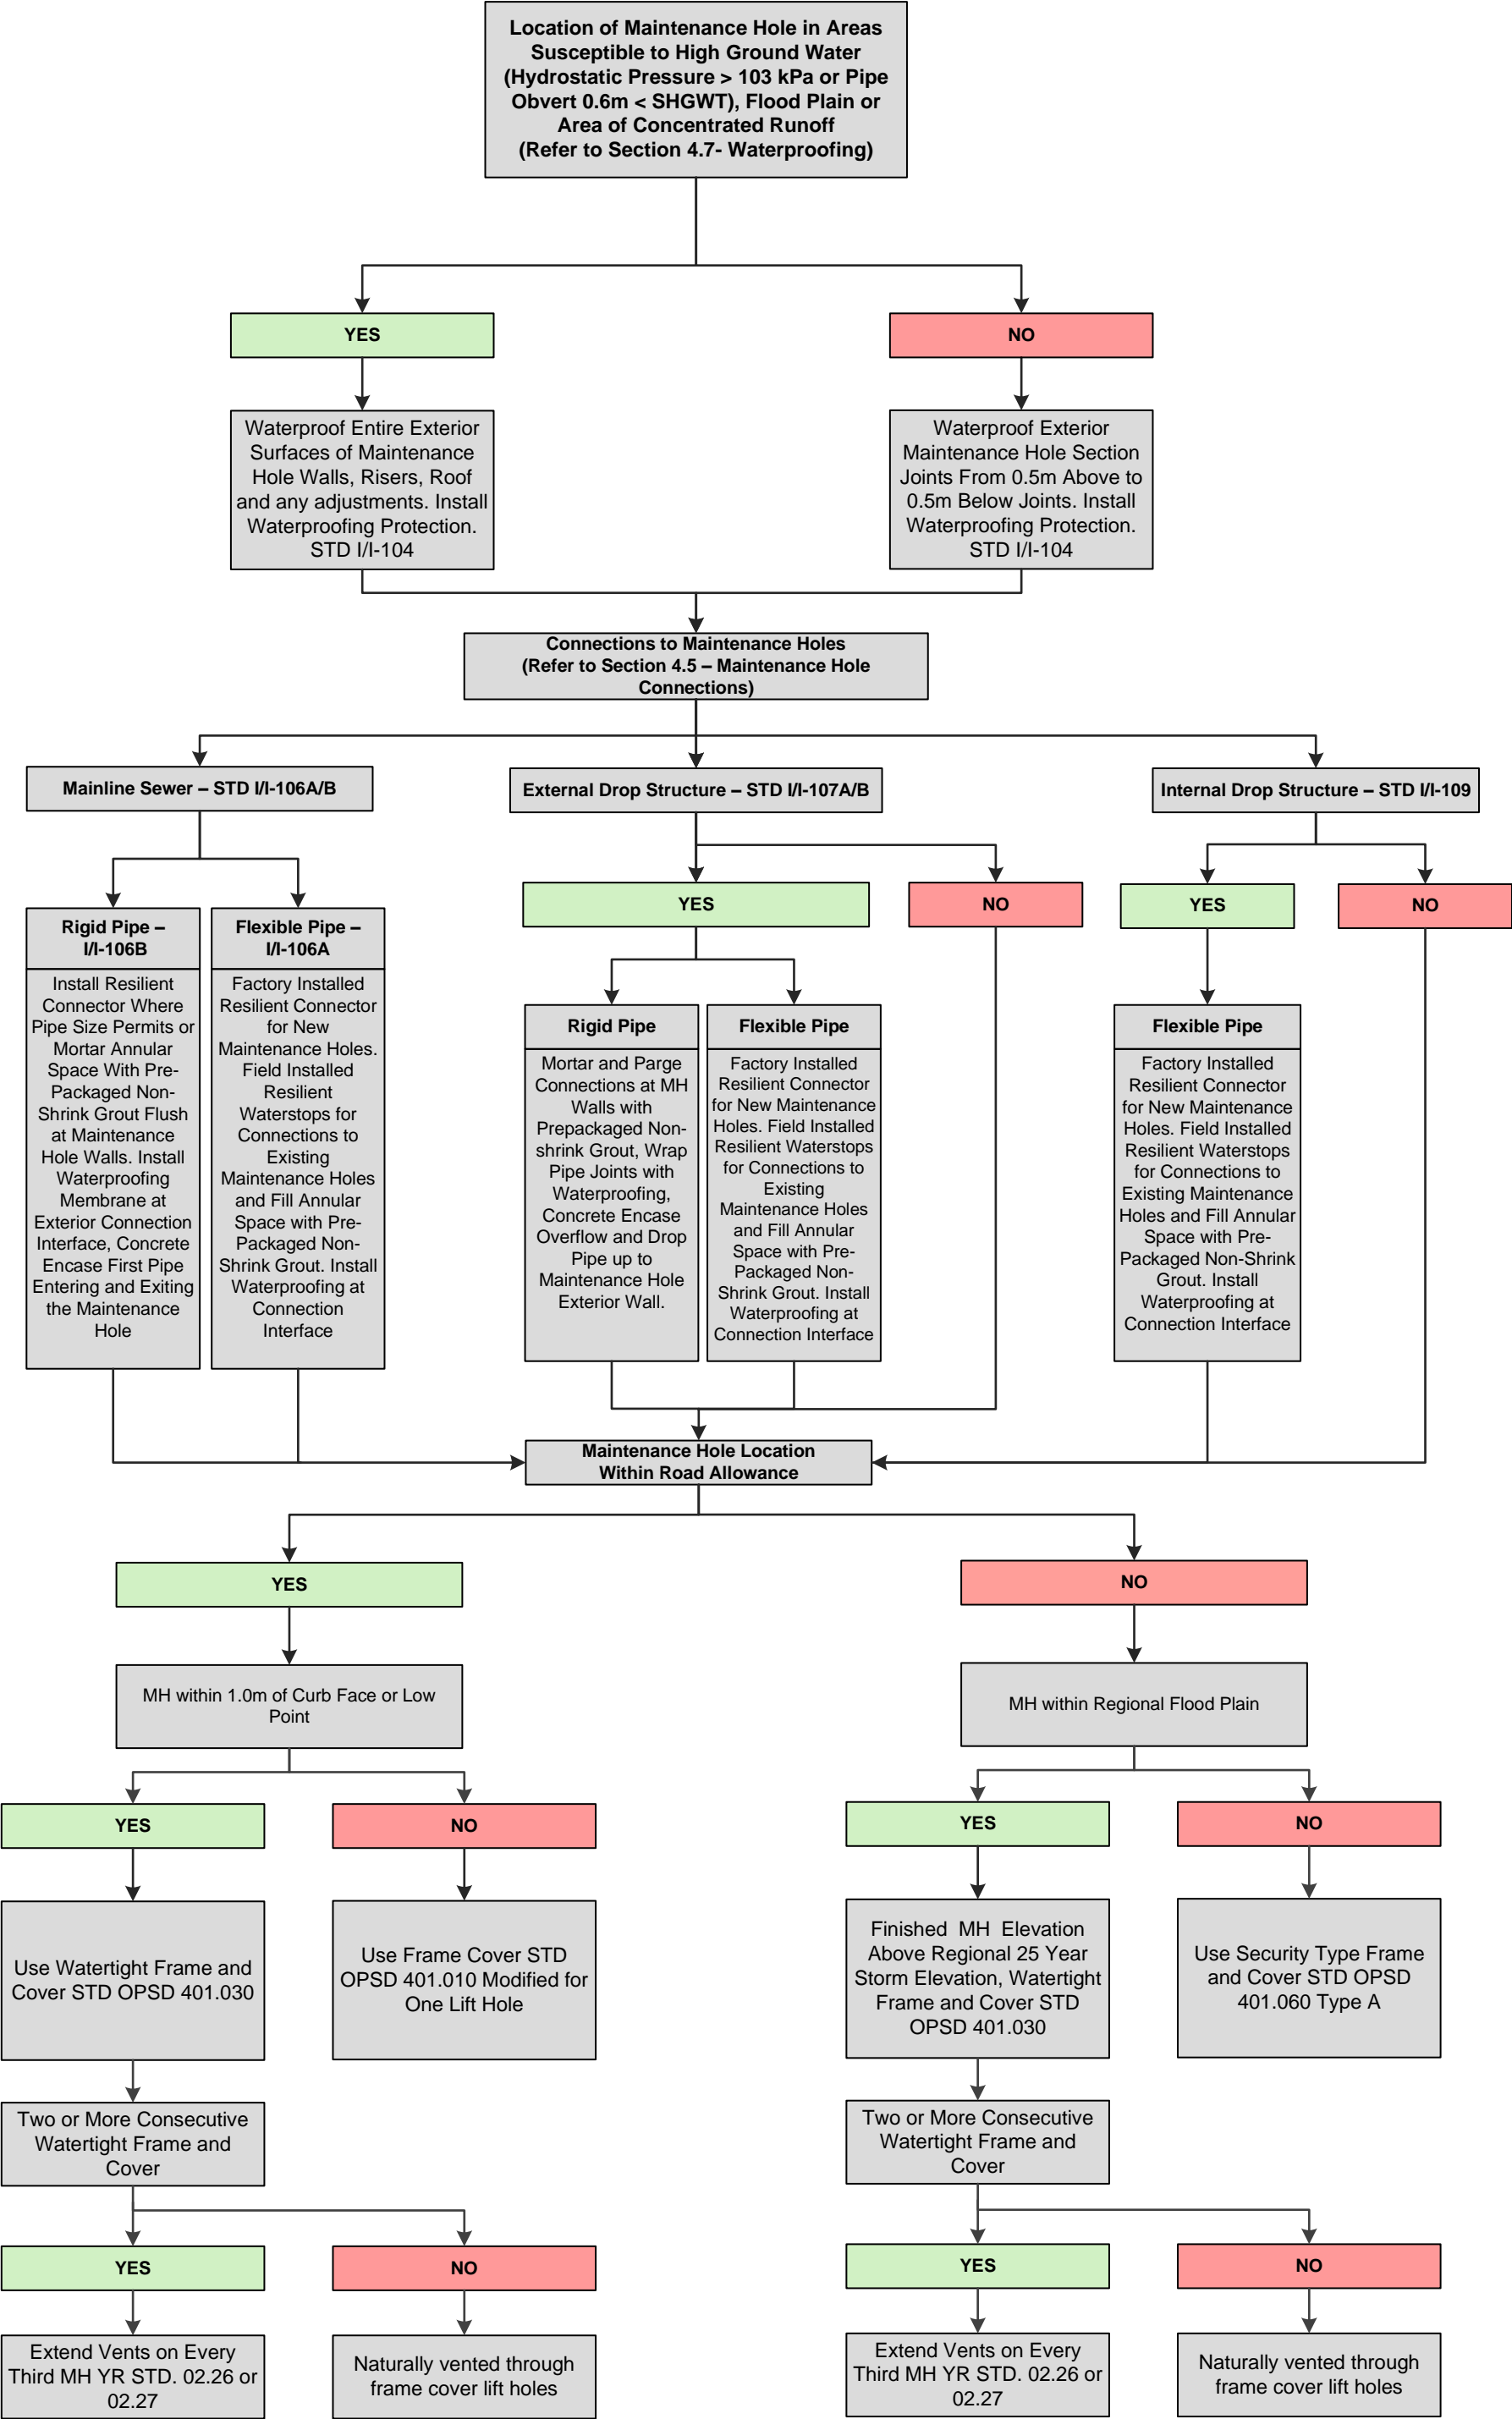 Location of Maintenance Hole in Areas
Susceptible to High Ground Water
(Hydrostatic Pressure > 103 kPa or Pipe
Obvert 0.6m < SHGWT), Flood Plain or
Area of Concentrated Runoff
(Refer to Section 4.7- Waterproofing)
YES
NO
Waterproof Entire Exterior
Surfaces of Maintenance
Hole Walls, Risers, Roof
and any adjustments. Install
Waterproofing Protection.
STD I/I-104
Waterproof Exterior
Maintenance Hole Section
Joints From 0.5m Above to
0.5m Below Joints. Install
Waterproofing Protection.
STD I/I-104
Connections to Maintenance Holes
(Refer to Section 4.5 – Maintenance Hole
Connections)
Mainline Sewer – STD I/I-106A/B
External Drop Structure – STD I/I-107A/B
Internal Drop Structure – STD I/I-109
YES
NO
YES
NO
Rigid Pipe –
I/I-106B
Install Resilient
Connector Where
Pipe Size Permits or
Mortar Annular
Space With Pre-
Packaged Non-
Shrink Grout Flush
at Maintenance
Hole Walls. Install
Waterproofing
Membrane at
Exterior Connection
Interface, Concrete
Encase First Pipe
Entering and Exiting
the Maintenance
Hole
Flexible Pipe –
I/I-106A
Factory Installed
Resilient Connector
for New
Maintenance Holes.
Field Installed
Resilient
Waterstops for
Connections to
Existing
Maintenance Holes
and Fill Annular
Space with Pre-
Packaged Non-
Shrink Grout. Install
Waterproofing at
Connection
Interface
Rigid Pipe
Mortar and Parge
Connections at MH
Walls with
Prepackaged Non-
shrink Grout, Wrap
Pipe Joints with
Waterproofing,
Concrete Encase
Overflow and Drop
Pipe up to
Maintenance Hole
Exterior Wall.
Flexible Pipe
Factory Installed
Resilient Connector
for New Maintenance
Holes. Field Installed
Resilient Waterstops
for Connections to
Existing
Maintenance Holes
and Fill Annular
Space with Pre-
Packaged Non-
Shrink Grout. Install
Waterproofing at
Connection Interface
Flexible Pipe
Factory Installed
Resilient Connector
for New Maintenance
Holes. Field Installed
Resilient Waterstops
for Connections to
Existing Maintenance
Holes and Fill Annular
Space with Pre-
Packaged Non-Shrink
Grout. Install
Waterproofing at
Connection Interface
Maintenance Hole Location
Within Road Allowance
YES
NO
MH within 1.0m of Curb Face or Low
Point
MH within Regional Flood Plain
YES
NO
YES
NO
Use Watertight Frame and
Cover STD OPSD 401.030
Use Frame Cover STD
OPSD 401.010 Modified for
One Lift Hole
Finished MH Elevation
Above Regional 25 Year
Storm Elevation, Watertight
Frame and Cover STD
OPSD 401.030
Use Security Type Frame
and Cover STD OPSD
401.060 Type A
Two or More Consecutive
Watertight Frame and
Cover
Two or More Consecutive
Watertight Frame and
Cover
YES
NO
YES
NO
Extend Vents on Every
Third MH YR STD. 02.26 or
02.27
Naturally vented through
frame cover lift holes
Extend Vents on Every
Third MH YR STD. 02.26 or
02.27
Naturally vented through
frame cover lift holes